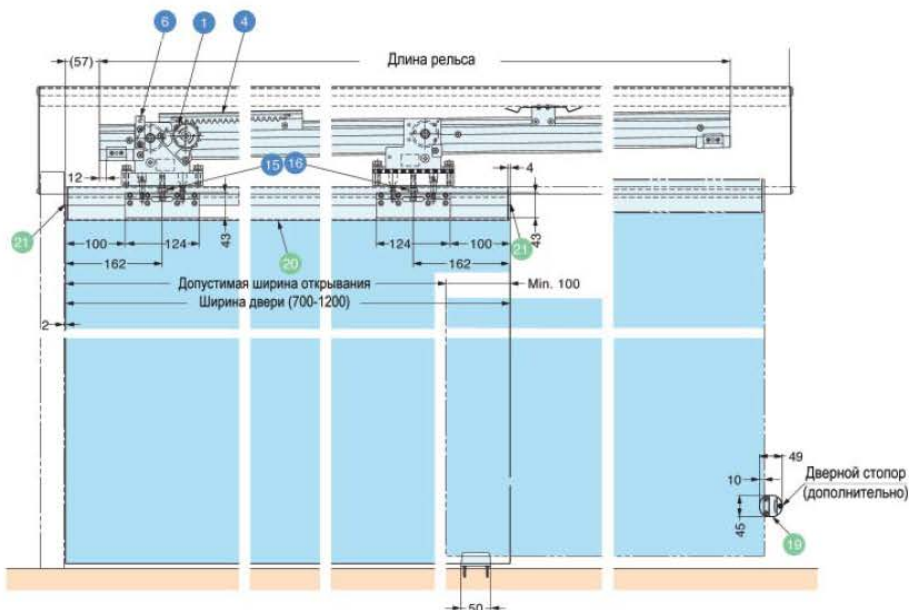 6 1 4
(57) Длина рельса
12 15 16 4
21 100 124 43 20 124 100 21 43
162 162
Допустимая ширина открывания Min. 100
Ширина двери (700-1200)
2
49
10 Дверной стопор
(дополнительно)
45 19
50